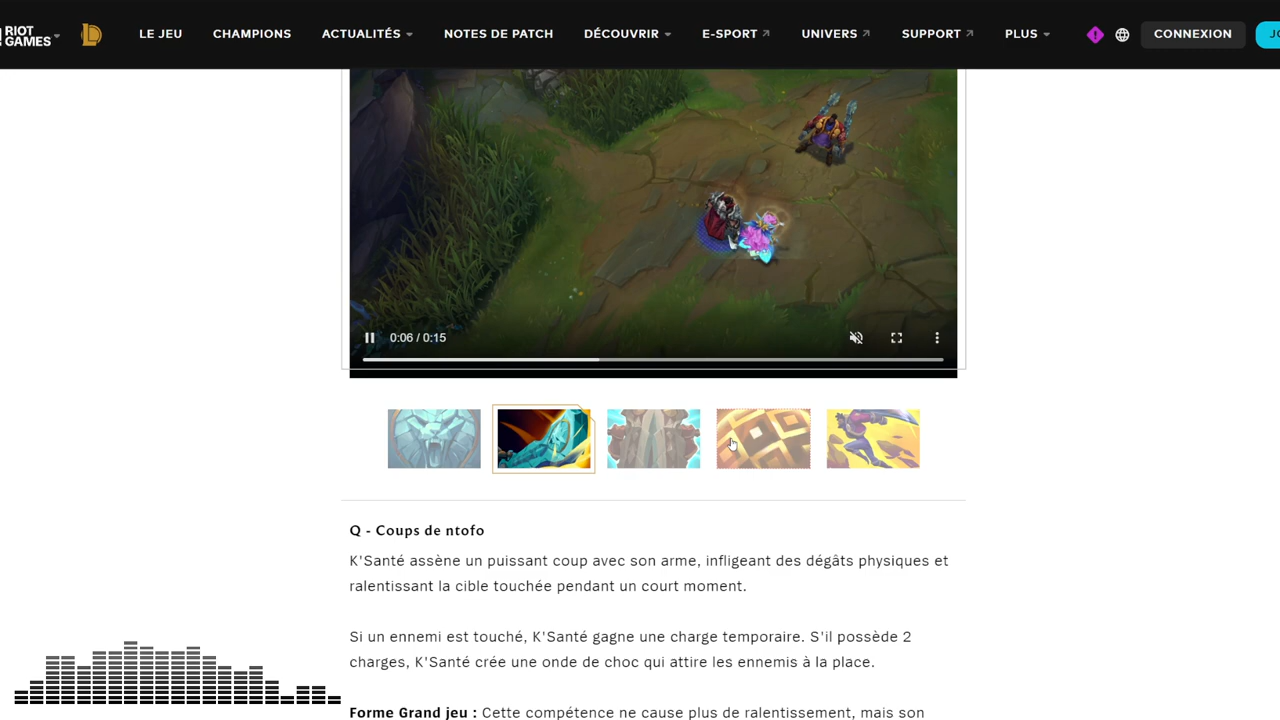 RIOT GAMES
LE JEU CHAMPIONS ACTUALITÉS NOTES DE PATCH DÉCOUVRIR E-SPORT UNIVERS SUPPORT PLUS CONNEXION
0:06 / 0:15
Q - Coups de ntofo
K'Santé assène un puissant coup avec son arme, infligeant des dégâts physiques et
ralentissant la cible touchée pendant un court moment.
Si un ennemi est touché, K'Santé gagne une charge temporaire. S'il possède 2
charges, K'Santé crée une onde de choc qui attire les ennemis à la place.
Forme Grand jeu : Cette compétence ne cause plus de ralentissement, mais son